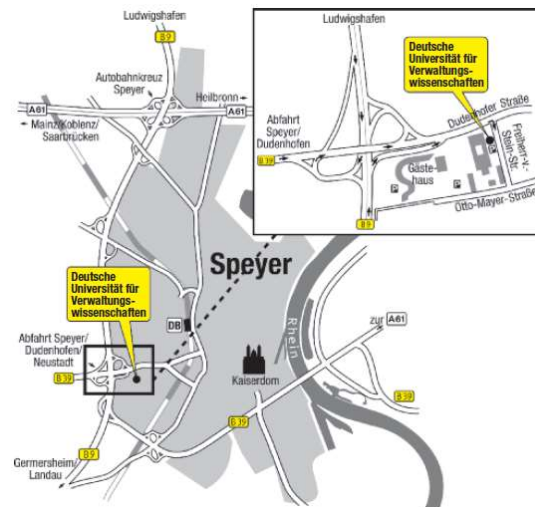 Ludwigshafen
B9
Autobahnkreuz
Speyer
Heilbronn
A61
A61
Mainz/Koblenz/
Saarbrücken
Ludwigshafen
Deutsche
Universität für
Verwaltungs-
wissenschaften
Abfahrt
Speyer/
Dudenhofen
B39
Dudenhofer Straße
Gäste-
haus
P
P
P
Freiherr-v.-
Stein-Str.
Otto-Mayer-Straße
B9
Speyer
Deutsche
Universität für
Verwaltungs-
wissenschaften
DB
Rhein
zur A61
Abfahrt Speyer/
Dudenhofen/
Neustadt
B39
Kaiserdom
B39
B39
B9
Germersheim/
Landau